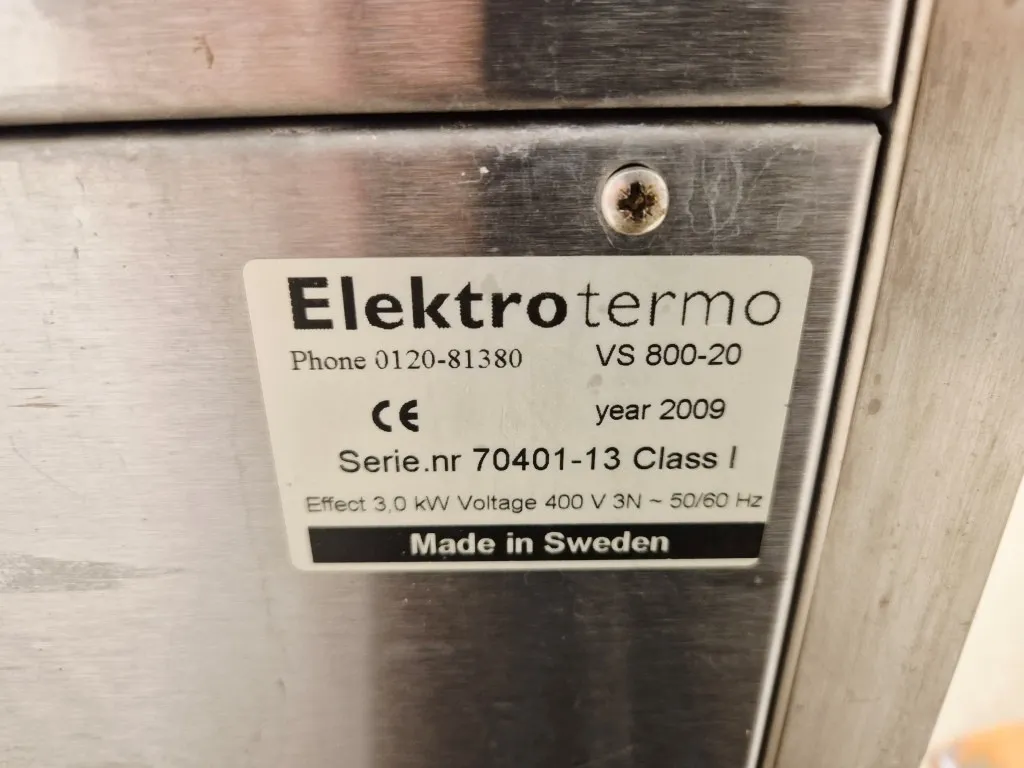 Elektrotermo
Phone 0120-81380 VS 800-20
CE year 2009
Serie.nr 70401-13 Class I
Effect 3,0 kW Voltage 400 V 3N ~ 50/60 Hz
Made in Sweden